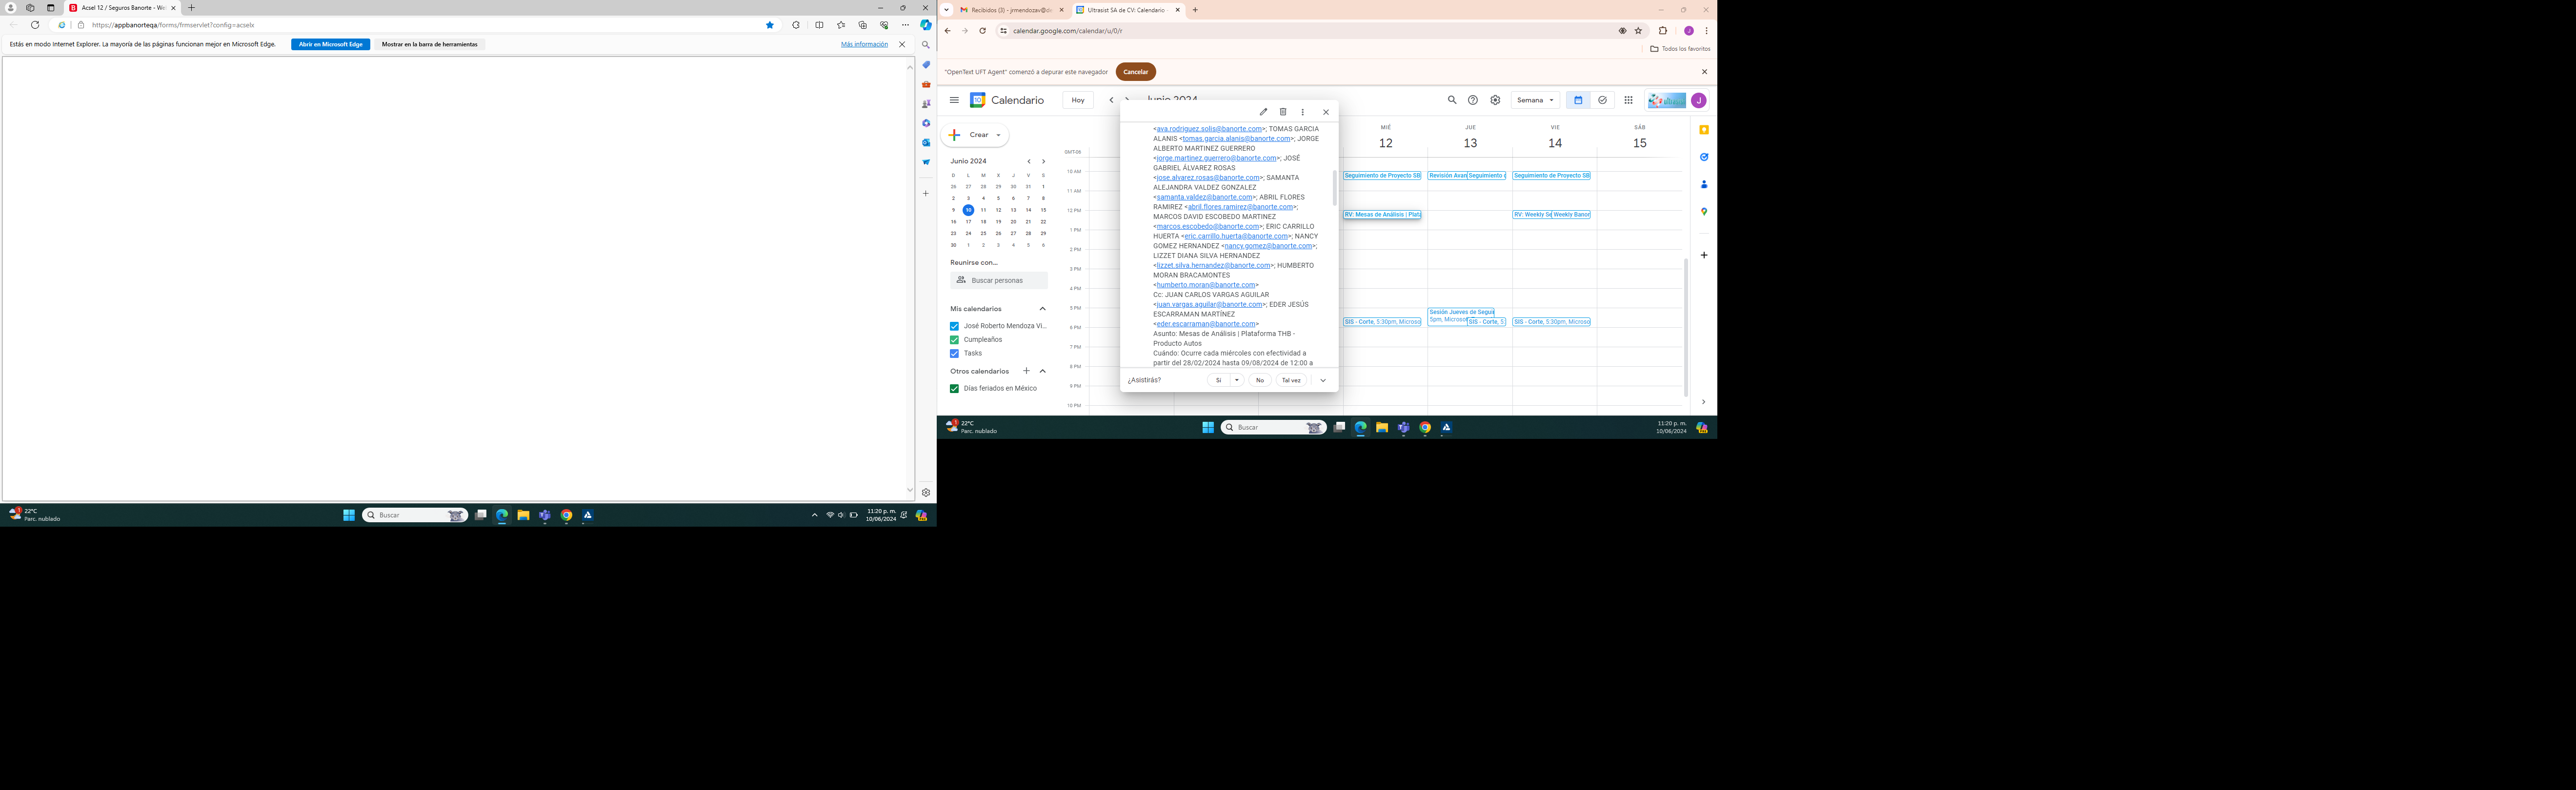 Acsel 12 / Seguros Banorte - We
https://appbanorteqa/forms/frmservlet?config=acselx
Estás en modo Internet Explorer. La mayoría de las páginas funcionan mejor en Microsoft Edge.
Abrir en Microsoft Edge
Mostrar en la barra de herramientas
Más información
22°C
Parc. nublado
Buscar
11:20 p. m.
10/06/2024
Recibidos (3) - jrmendozav@de
Ultrasist SA de CV: Calendario
calendar.google.com/calendar/u/0/r
Todos los favoritos
"OpenText UFT Agent" comenzó a depurar este navegador
Cancelar
Calendario
Hoy
Junio 2024
Semana
J
Crear
Junio 2024
D L M X J V S
26 27 28 29 30 31 1
2 3 4 5 6 7 8
9 10 11 12 13 14 15
16 17 18 19 20 21 22
23 24 25 26 27 28 29
30 1 2 3 4 5 6
Reunirse con...
Buscar personas
Mis calendarios
José Roberto Mendoza Vi...
Cumpleaños
Tasks
Otros calendarios
Días feriados en México
GMT-06
10 AM
11 AM
12 PM
1 PM
2 PM
3 PM
4 PM
5 PM
6 PM
7 PM
8 PM
9 PM
10 PM
<ava.rodriguez.solis@banorte.com>; TOMAS GARCIA
ALANIS <tomas.garcia.alanis@banorte.com>; JORGE
ALBERTO MARTINEZ GUERRERO
<jorge.martinez.guerrero@banorte.com>; JOSÉ
GABRIEL ÁLVAREZ ROSAS
<jose.alvarez.rosas@banorte.com>; SAMANTA
ALEJANDRA VALDEZ GONZALEZ
<samanta.valdez@banorte.com>; ABRIL FLORES
RAMIREZ <abril.flores.ramirez@banorte.com>;
MARCOS DAVID ESCOBEDO MARTINEZ
<marcos.escobedo@banorte.com>; ERIC CARRILLO
HUERTA <eric.carrillo.huerta@banorte.com>; NANCY
GOMEZ HERNANDEZ <nancy.gomez@banorte.com>;
LIZZET DIANA SILVA HERNANDEZ
<lizzet.silva.hernandez@banorte.com>; HUMBERTO
MORAN BRACAMONTES
<humberto.moran@banorte.com>
Cc: JUAN CARLOS VARGAS AGUILAR
<juan.vargas.aguilar@banorte.com>; EDER JESÚS
ESCARRAMAN MARTÍNEZ
<eder.escarraman@banorte.com>
Asunto: Mesas de Análisis | Plataforma THB -
Producto Autos
Cuándo: Ocurre cada miércoles con efectividad a
partir del 28/02/2024 hasta 09/08/2024 de 12:00 a
¿Asistirás?
Sí
No
Tal vez
MIÉ
12
JUE
13
VIE
14
SÁB
15
Seguimiento de Proyecto SB
Revisión Avan
Seguimiento
Seguimiento de Proyecto SB
RV: Mesas de Análisis | Plata
RV: Weekly Se
Weekly Banor
Sesión Jueves de Segui
5pm, Microsof
SIS - Corte, 5:30pm, Microso
SIS - Corte, 5
SIS - Corte, 5:30pm, Microso
22°C
Parc. nublado
Buscar
11:20 p. m.
10/06/2024